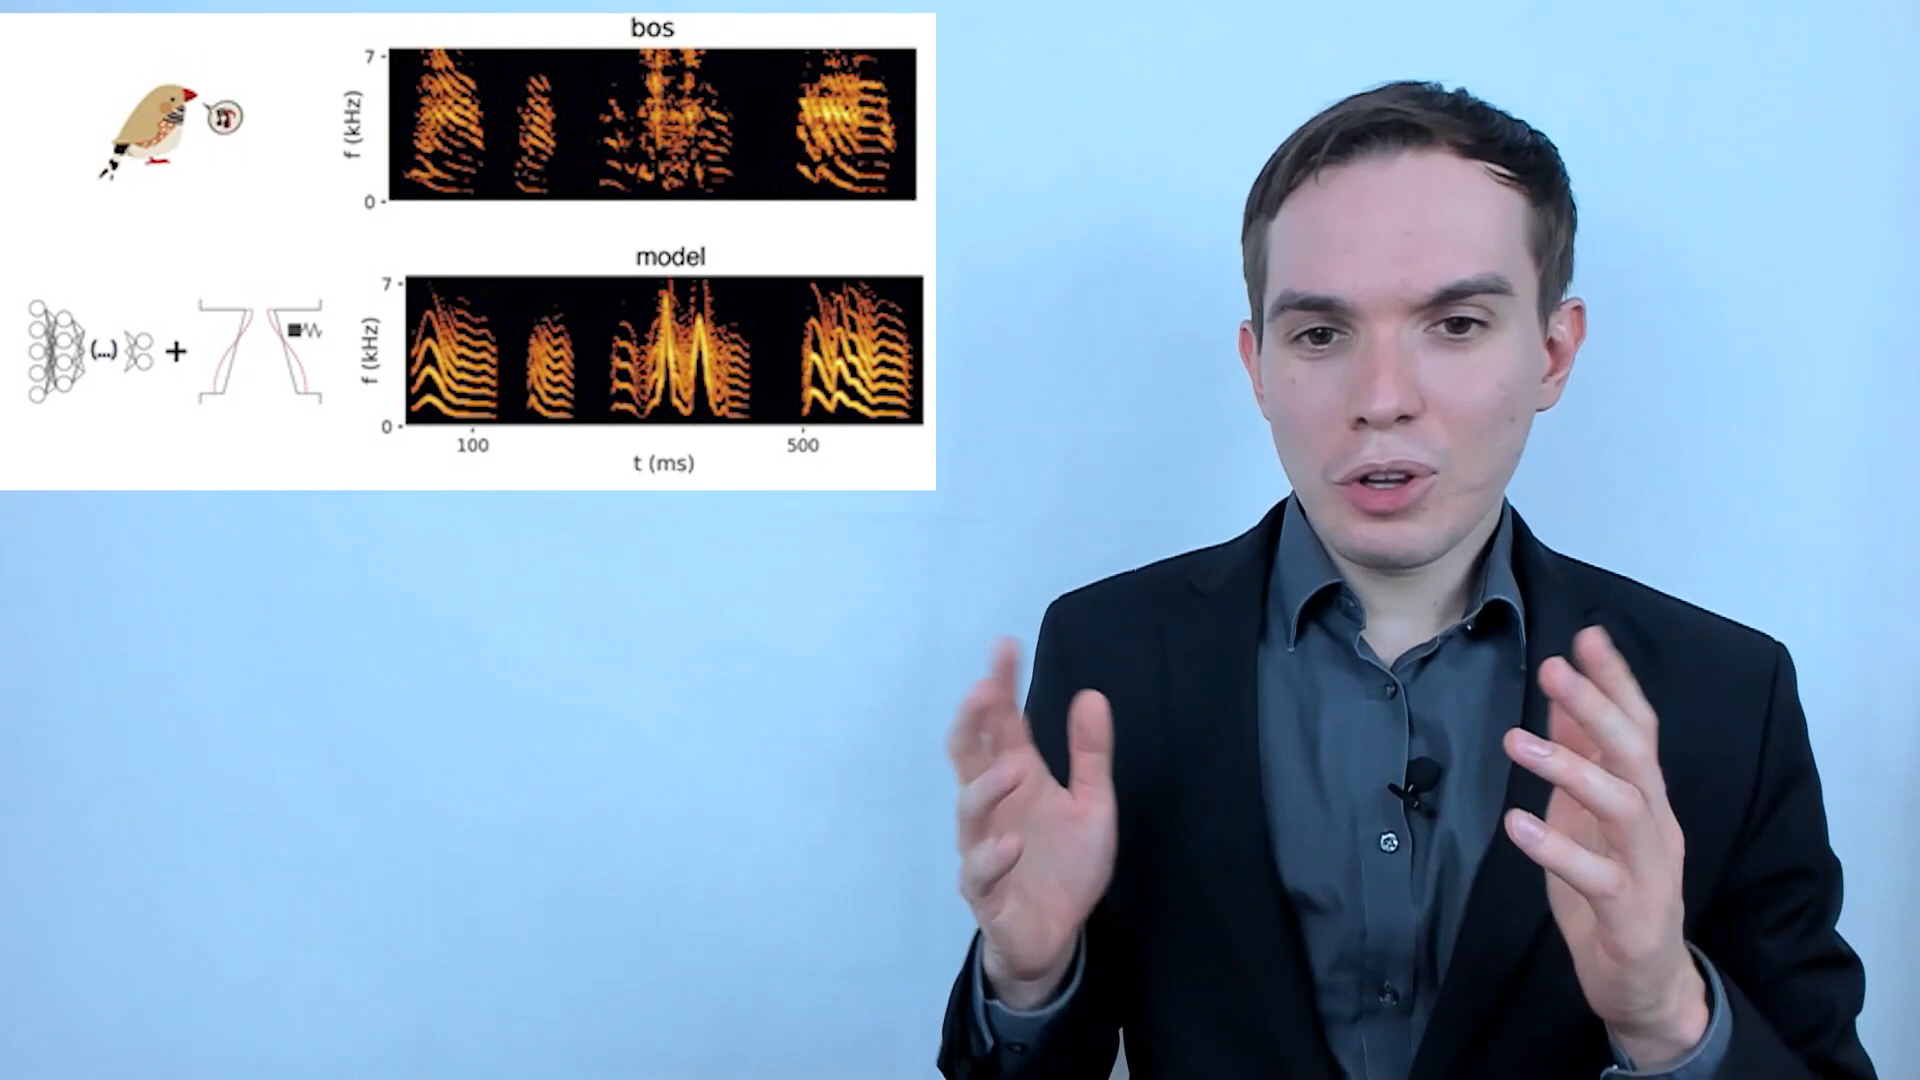 bos
7
f (kHz)
0
model
7
f (kHz)
(...)
+
0
100 500
t (ms)